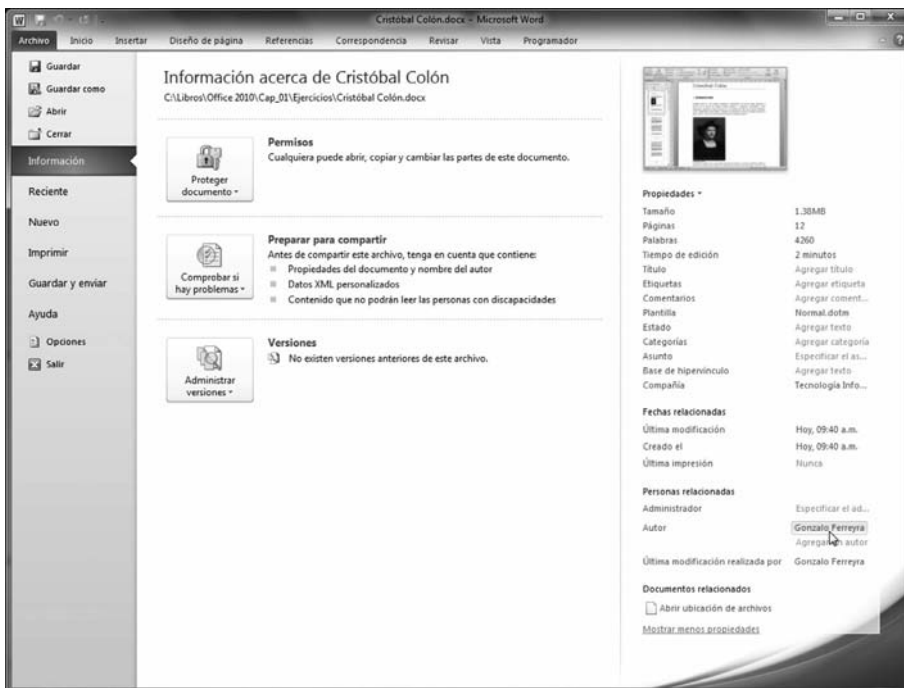 Cristóbal Colón.docx - Microsoft Word
Archivo Inicio Insertar Diseño de página Referencias Correspondencia Revisar Vista Programador
Guardar
Guardar como
Abrir
Cerrar
Información
Reciente
Nuevo
Imprimir
Guardar y enviar
Ayuda
Opciones
Salir
Información acerca de Cristóbal Colón
C:\Libros\Office 2010\Cap_01\Ejercicios\Cristóbal Colón.docx
Proteger
documento
Permisos
Cualquiera puede abrir, copiar y cambiar las partes de este documento.
Comprobar si
hay problemas
Preparar para compartir
Antes de compartir este archivo, tenga en cuenta que contiene:
Propiedades del documento y nombre del autor
Datos XML personalizados
Contenido que no podrán leer las personas con discapacidades
Administrar
versiones
Versiones
No existen versiones anteriores de este archivo.
Propiedades
Tamaño 1.38MB
Páginas 12
Palabras 4260
Tiempo de edición 2 minutos
Título Agregar título
Etiquetas Agregar etiqueta
Comentarios Agregar coment...
Plantilla Normal.dotm
Estado Agregar texto
Categorías Agregar categoría
Asunto Especificar el as...
Base de hipervínculo Agregar texto
Compañía Tecnología Info...
Fechas relacionadas
Última modificación Hoy, 09:40 a.m.
Creado el Hoy, 09:40 a.m.
Última impresión Nunca
Personas relacionadas
Administrador Especificar el ad...
Autor Gonzalo Ferreyra
Agregar un autor
Última modificación realizada por Gonzalo Ferreyra
Documentos relacionados
Abrir ubicación de archivos
Mostrar menos propiedades